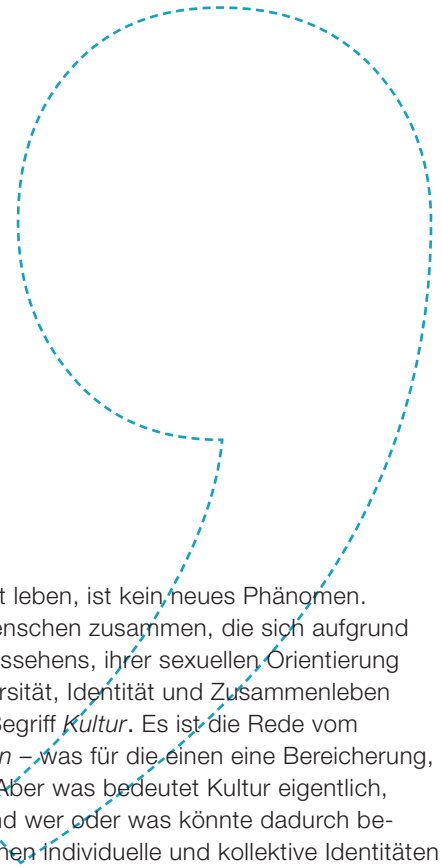 t leben, ist kein neues Phänomen.
enschen zusammen, die sich aufgrund
ssehens, ihrer sexuellen Orientierung
ersität, Identität und Zusammenleben
Begriff Kultur. Es ist die Rede vom
n – was für die einen eine Bereicherung,
Aber was bedeutet Kultur eigentlich,
nd wer oder was könnte dadurch be-
nen individuelle und kollektive Identitäten